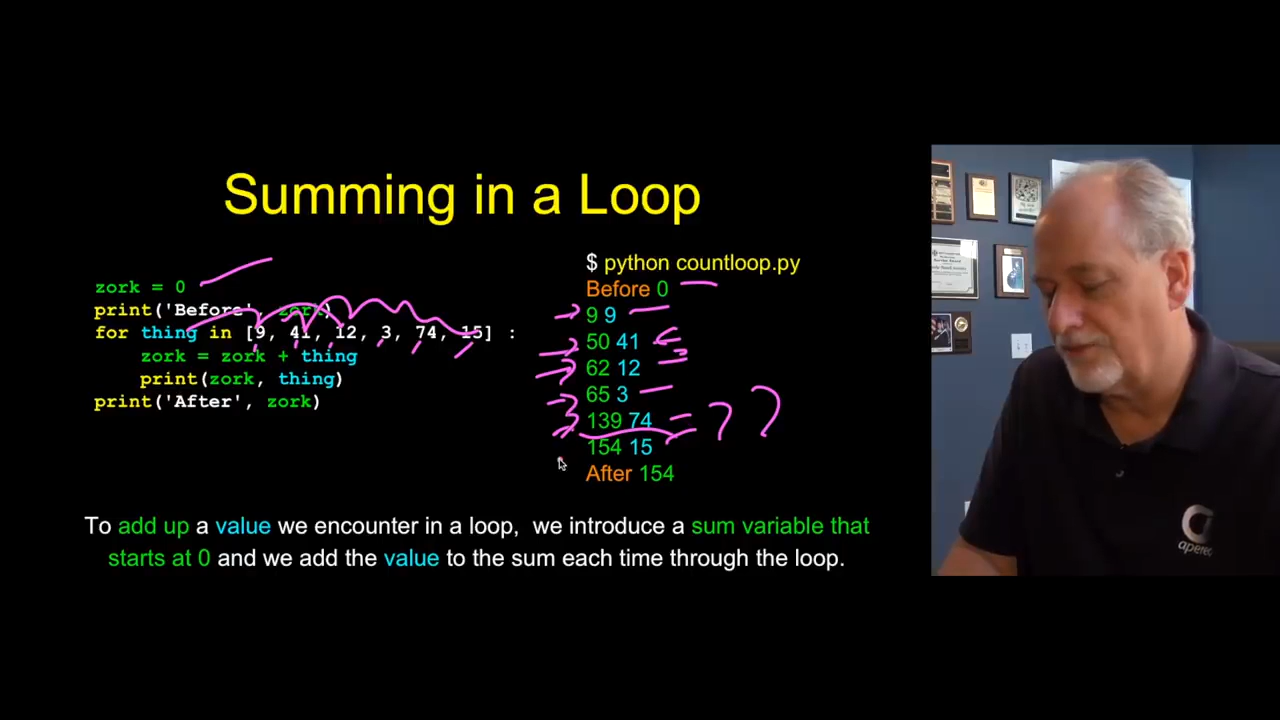 Summing in a Loop
zork = 0
print('Before', zork)
for thing in [9, 41, 12, 3, 74, 15] :
    zork = zork + thing
    print(zork, thing)
print('After', zork)
$ python countloop.py
Before 0
9 9
50 41
62 12
65 3
139 74
154 15
After 154
To add up a value we encounter in a loop,  we introduce a sum variable that
starts at 0 and we add the value to the sum each time through the loop.
apereo